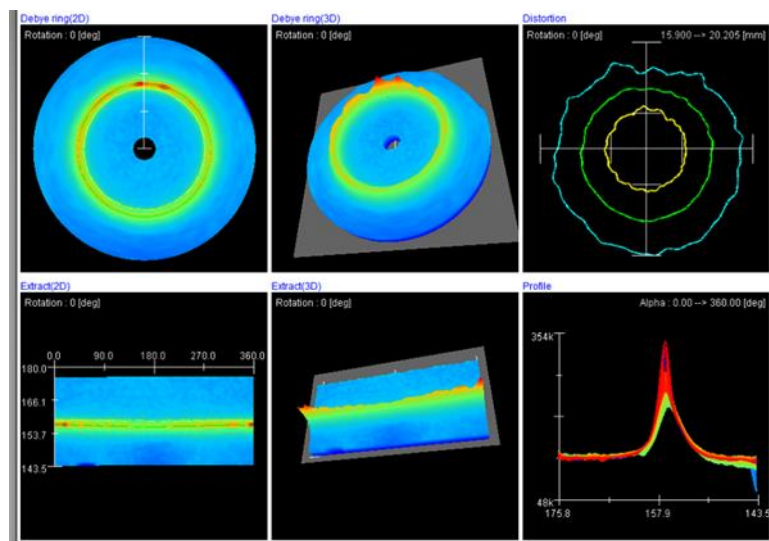 Debye ring(2D)
Rotation : 0 [deg]
Debye ring(3D)
Rotation : 0 [deg]
Distortion
Rotation : 0 [deg]
15.900 --> 20.205 [mm]
Extract(2D)
Rotation : 0 [deg]
0.0 90.0 180.0 270.0 360.0
180.0
166.1
153.7
143.5
Extract(3D)
Rotation : 0 [deg]
Profile
Alpha : 0.00 --> 360.00 [deg]
354k
48k
175.8 157.9 143.5